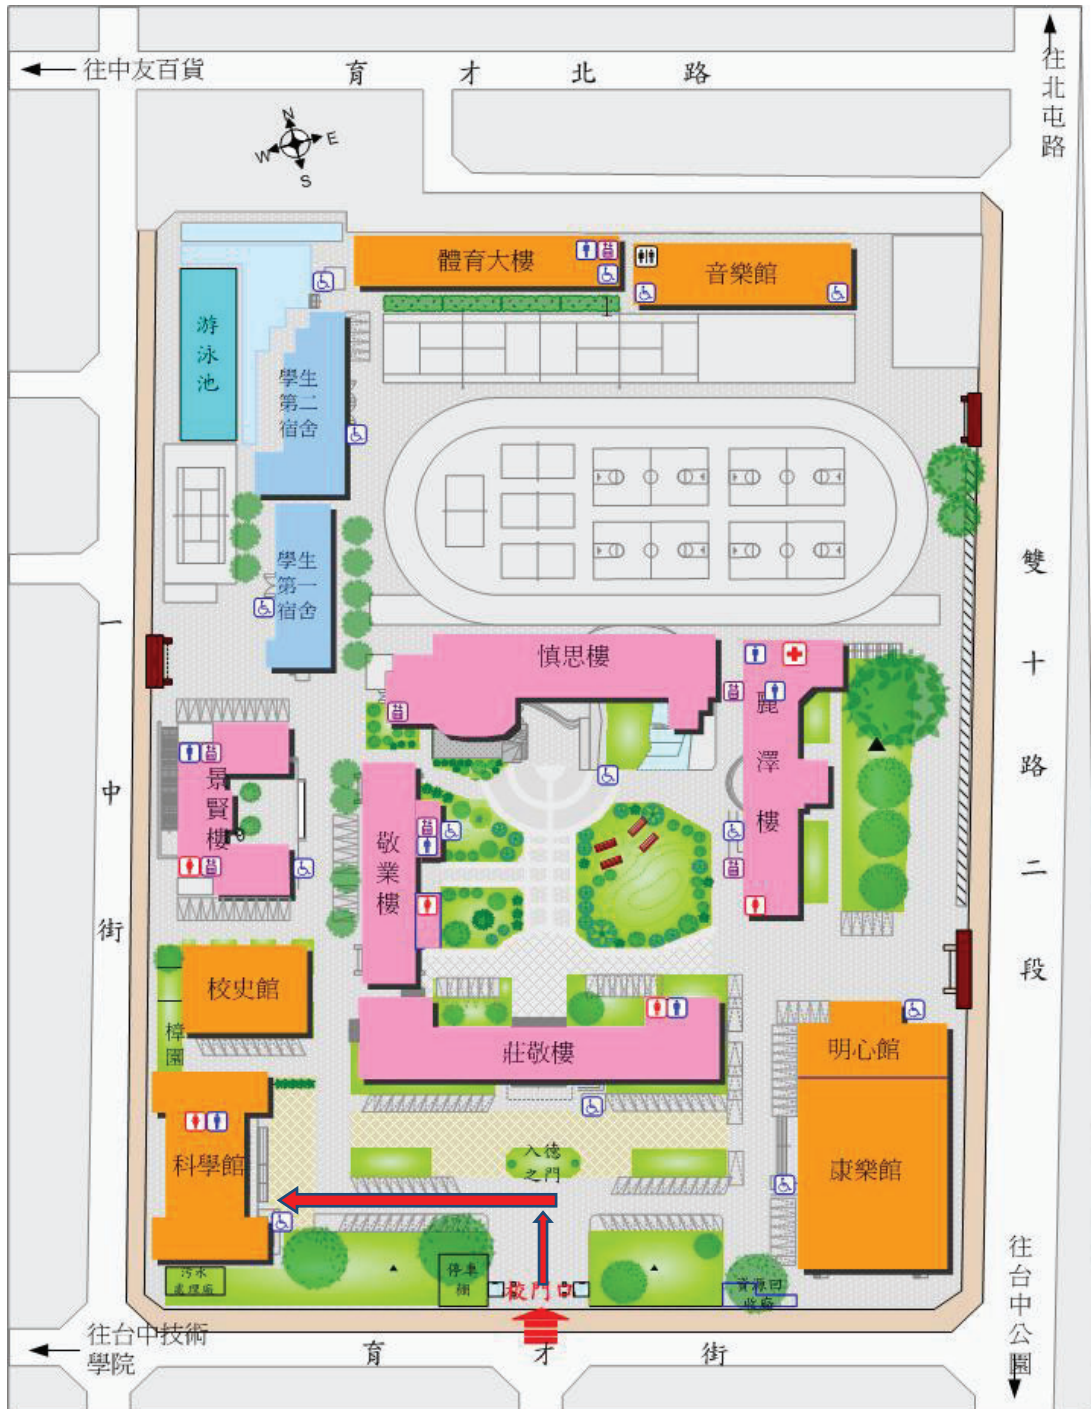 往中友百貨
育才北路
往北屯路
N
W
E
S
體育大樓
音樂館
游泳池
學生
第二
宿舍
學生
第一
宿舍
雙十路二段
一中街
慎思樓
麗澤樓
景賢樓
敬業樓
校史館
樟園
莊敬樓
明心館
科學館
入德
之門
康樂館
污水
處理廠
停車
棚
校門口
資源回
收廠
往台中技術
學院
育才街
往台中公園